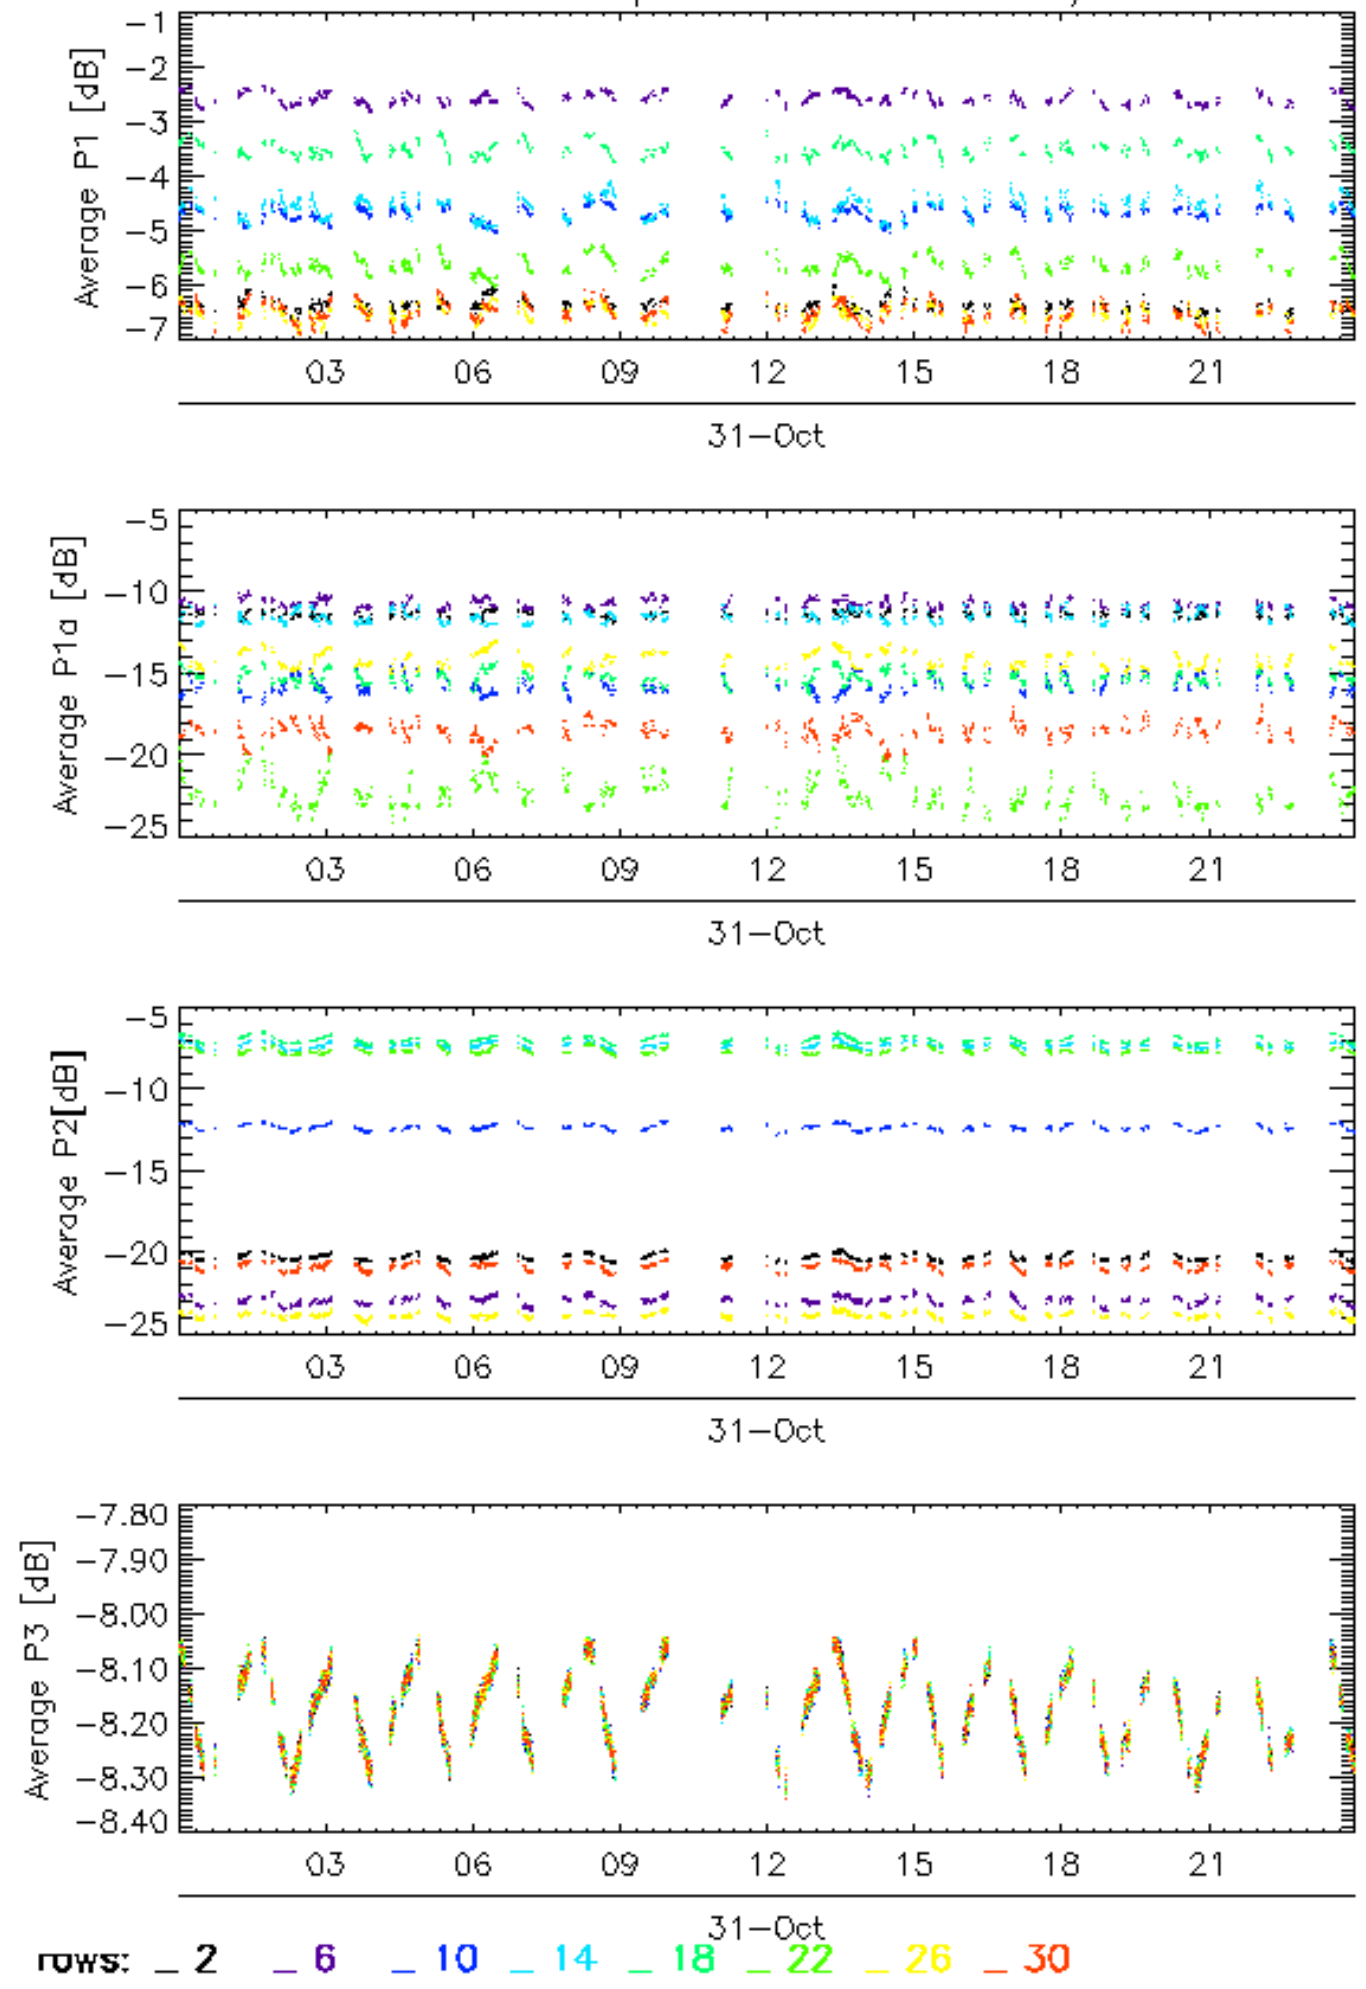 -1
-2
-3
-4
-5
-6
-7
Average P1 [dB]
03 06 09 12 15 18 21
31-Oct
-5
-10
-15
-20
-25
Average P1a [dB]
03 06 09 12 15 18 21
31-Oct
-5
-10
-15
-20
-25
Average P2[dB]
03 06 09 12 15 18 21
31-Oct
-7.80
-7.90
-8.00
-8.10
-8.20
-8.30
-8.40
Average P3 [dB]
03 06 09 12 15 18 21
31-Oct
rows: _ 2 _ 6 _ 10 _ 14 _ 18 _ 22 _ 26 _ 30